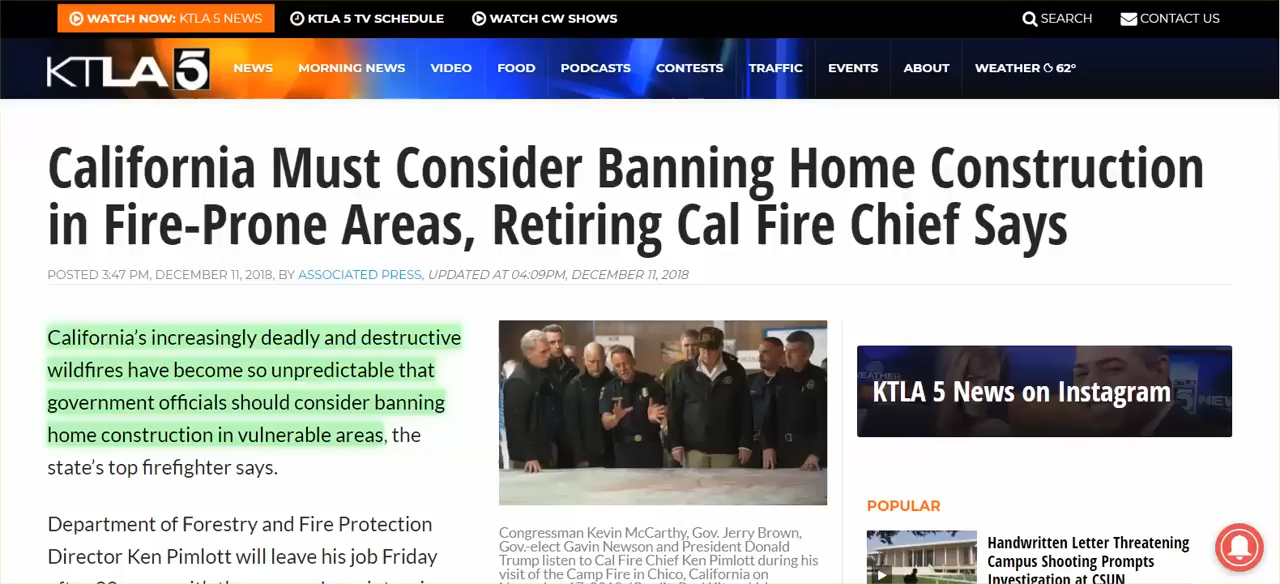 WATCH NOW: KTLA 5 NEWS
KTLA 5 TV SCHEDULE
WATCH CW SHOWS
SEARCH
CONTACT US
KTLA 5
NEWS
MORNING NEWS
VIDEO
FOOD
PODCASTS
CONTESTS
TRAFFIC
EVENTS
ABOUT
WEATHER 62°
California Must Consider Banning Home Construction
in Fire-Prone Areas, Retiring Cal Fire Chief Says
POSTED 3:47 PM, DECEMBER 11, 2018, BY ASSOCIATED PRESS, UPDATED AT 04:09PM, DECEMBER 11, 2018
California's increasingly deadly and destructive
wildfires have become so unpredictable that
government officials should consider banning
home construction in vulnerable areas, the
state's top firefighter says.
Department of Forestry and Fire Protection
Director Ken Pimlott will leave his job Friday
Congressman Kevin McCarthy, Gov. Jerry Brown,
Gov.-elect Gavin Newson and President Donald
Trump listen to Cal Fire Chief Ken Pimlott during his
visit of the Camp Fire in Chico, California on
KTLA 5 News on Instagram
POPULAR
Handwritten Letter Threatening
Campus Shooting Prompts
Investigation at CSUN